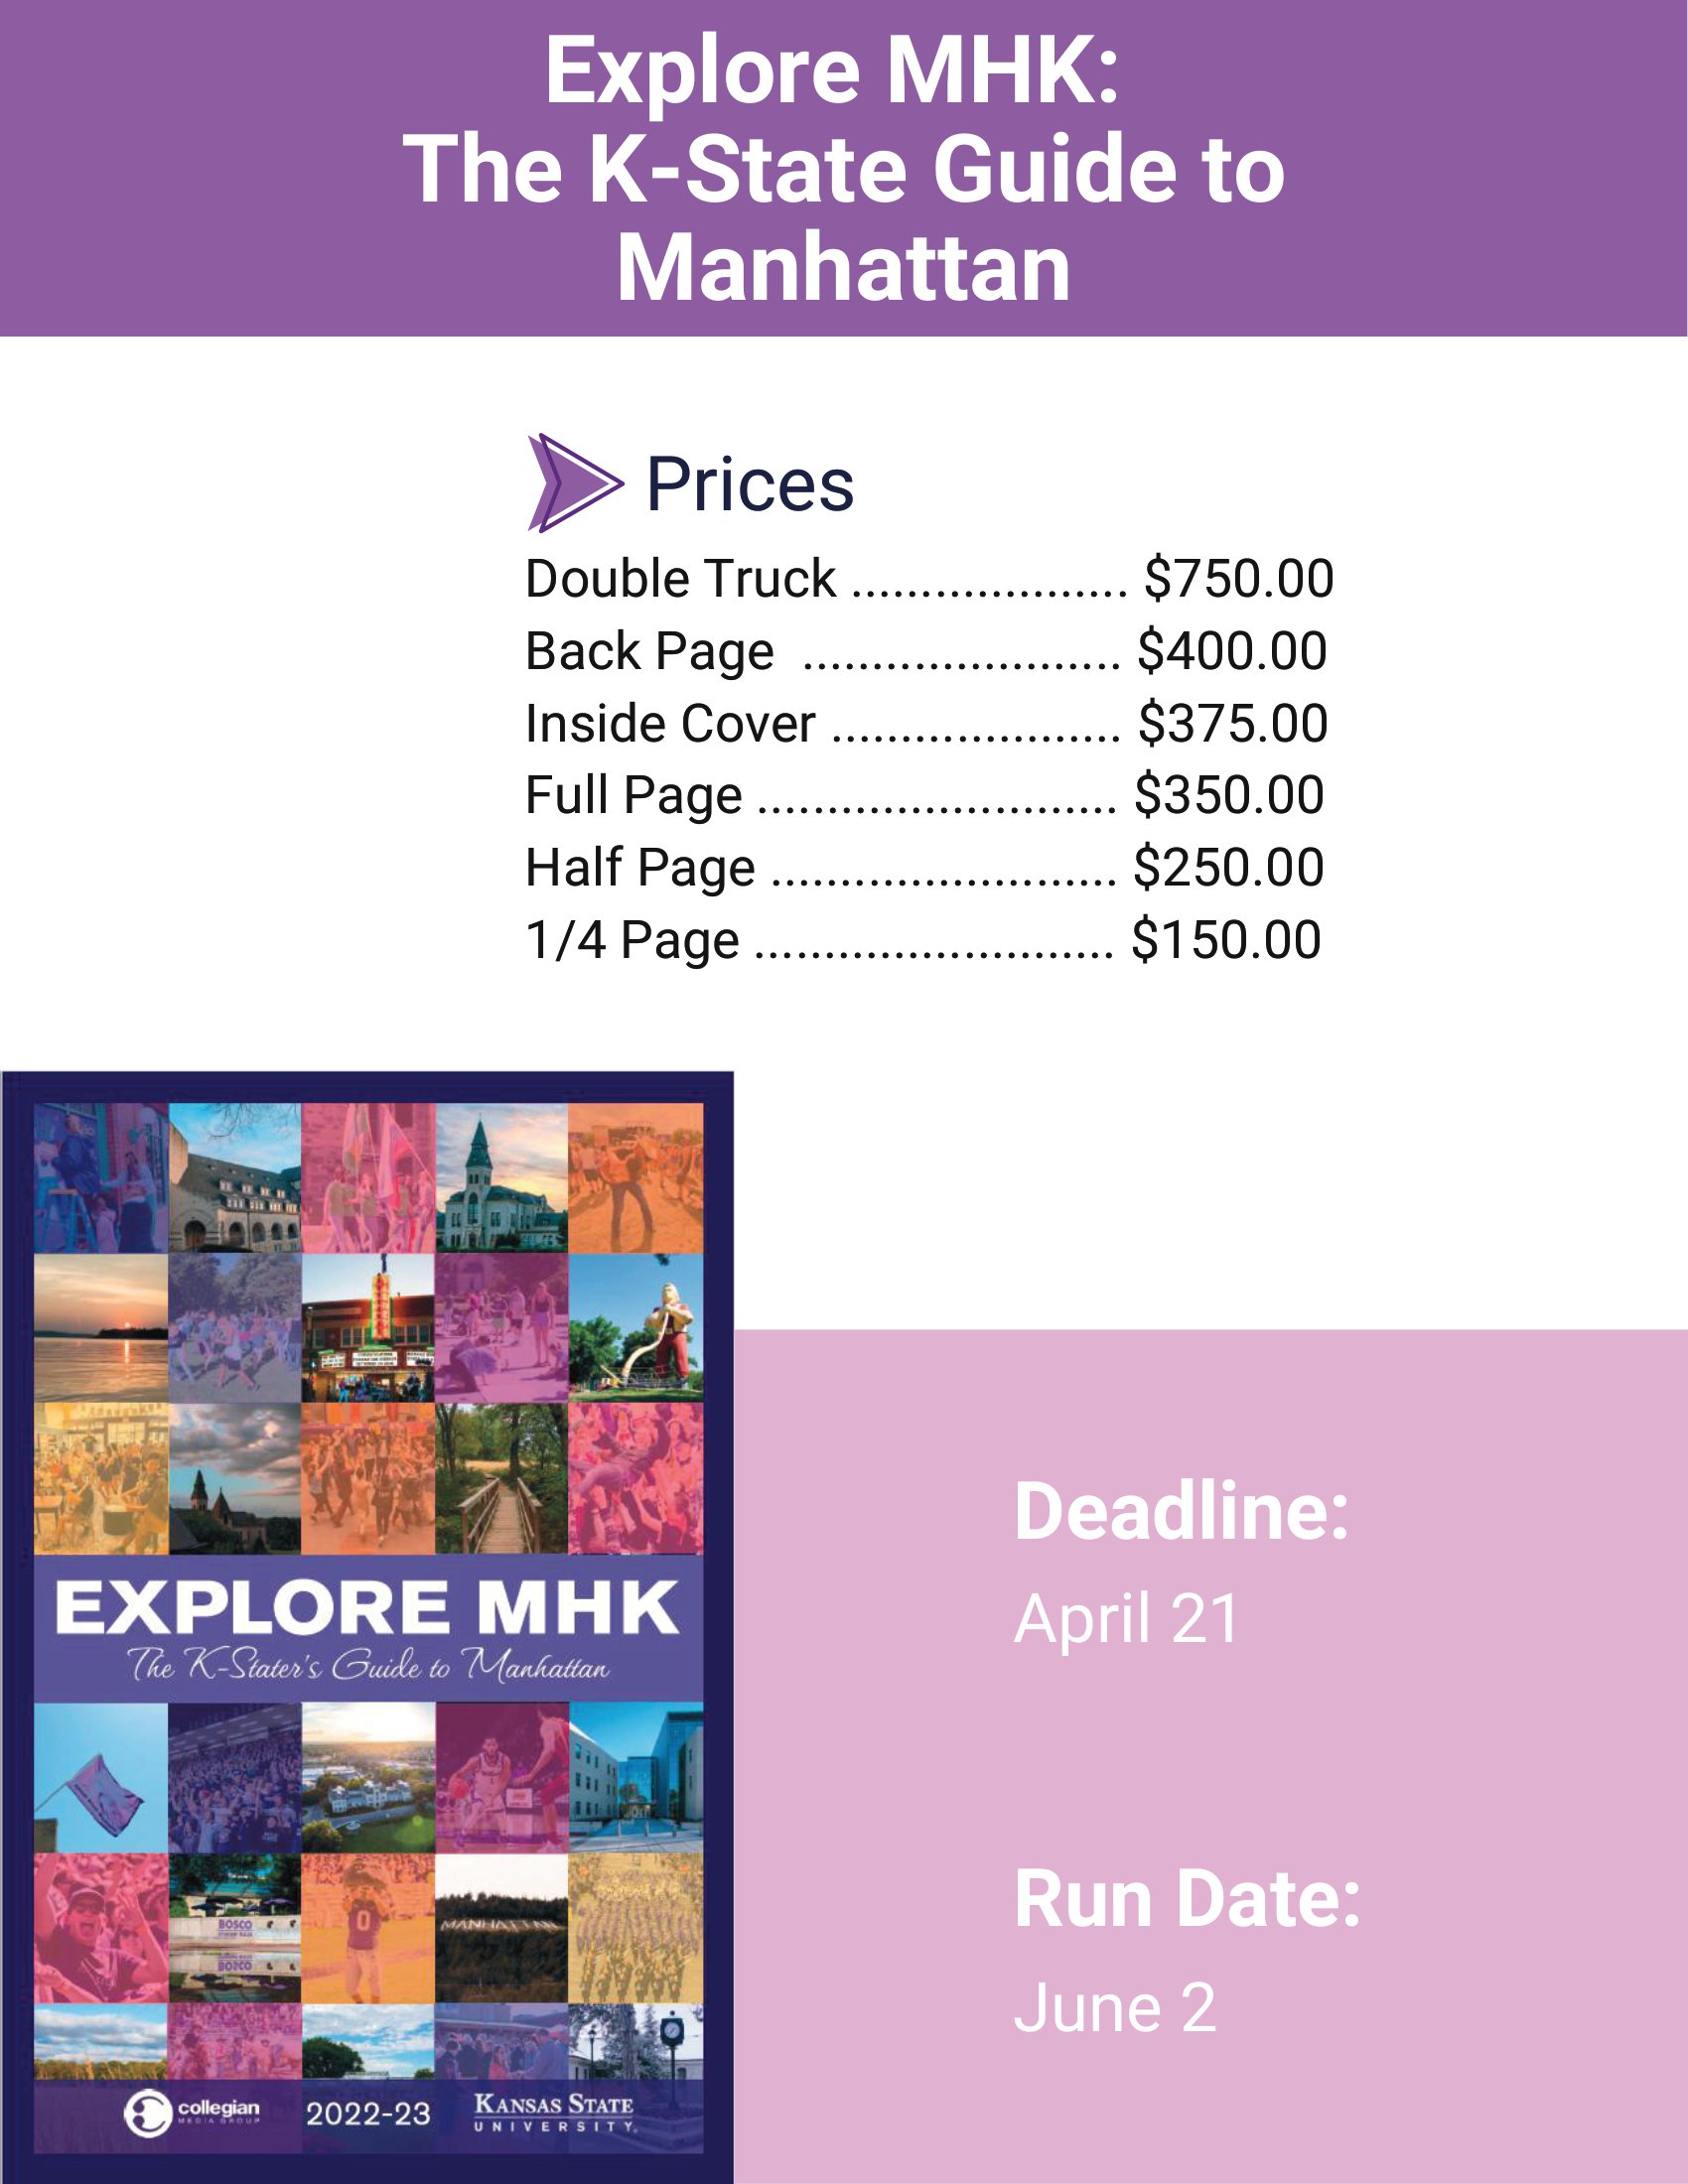 Explore MHK:
The K-State Guide to
Manhattan
Prices
Double Truck .................... $750.00
Back Page ....................... $400.00
Inside Cover ..................... $375.00
Full Page .......................... $350.00
Half Page ......................... $250.00
1/4 Page .......................... $150.00
EXPLORE MHK
The K-Stater's Guide to Manhattan
BOSCO
MANHATTAN
0
collegian
MEDIA GROUP
2022-23
KANSAS STATE
UNIVERSITY
Deadline:
April 21
Run Date:
June 2